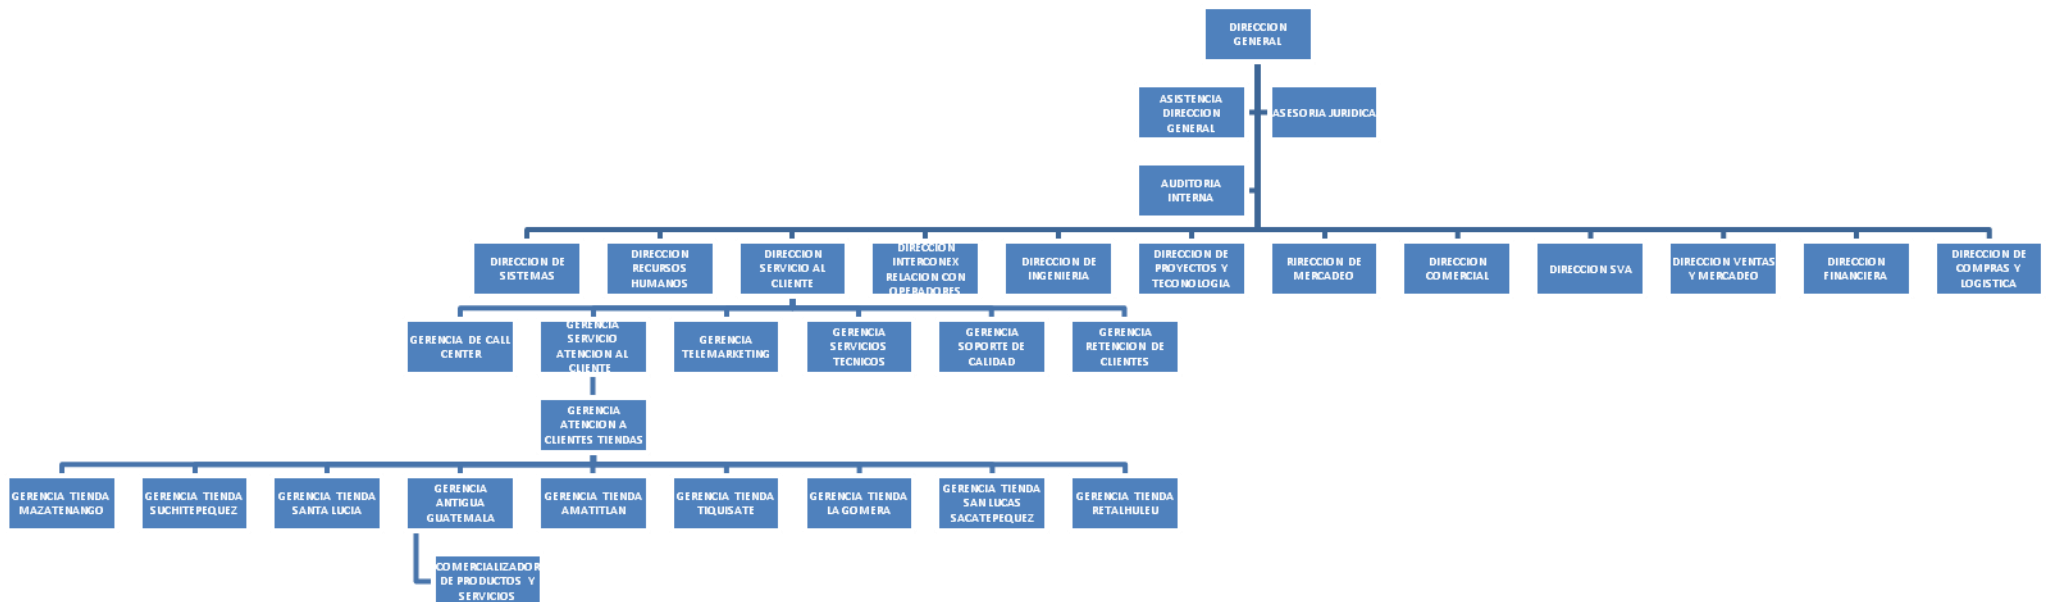 DIRECCION
GENERAL
ASISTENCIA
DIRECCION
GENERAL
ASESORIA JURIDICA
AUDITORIA
INTERNA
DIRECCION DE
SISTEMAS
DIRECCION
RECURSOS
HUMANOS
DIRECCION
SERVICIO AL
CLIENTE
DIRECCION
INTERCONEX
RELACION CON
OPERADORES
DIRECCION DE
INGENIERIA
DIRECCION DE
PROYECTOS Y
TECONOLOGIA
RIRECCION DE
MERCADEO
DIRECCION
COMERCIAL
DIRECCION SVA
DIRECCION VENTAS
Y MERCADEO
DIRECCION
FINANCIERA
DIRECCION DE
COMPRAS Y
LOGISTICA
GERENCIA DE CALL
CENTER
GERENCIA
SERVICIO
ATENCION AL
CLIENTE
GERENCIA
TELEMARKETING
GERENCIA
SERVICIOS
TECNICOS
GERENCIA
SOPORTE DE
CALIDAD
GERENCIA
RETENCION DE
CLIENTES
GERENCIA
ATENCION A
CLIENTES TIENDAS
GERENCIA TIENDA
MAZATENANGO
GERENCIA TIENDA
SUCHITEPEQUEZ
GERENCIA TIENDA
SANTA LUCIA
GERENCIA
ANTIGUA
GUATEMALA
GERENCIA TIENDA
AMATITLAN
GERENCIA TIENDA
TIQUISATE
GERENCIA TIENDA
LA GOMERA
GERENCIA TIENDA
SAN LUCAS
SACATEPEQUEZ
GERENCIA TIENDA
RETALHULEU
COMERCIALIZADOR
DE PRODUCTOS Y
SERVICIOS